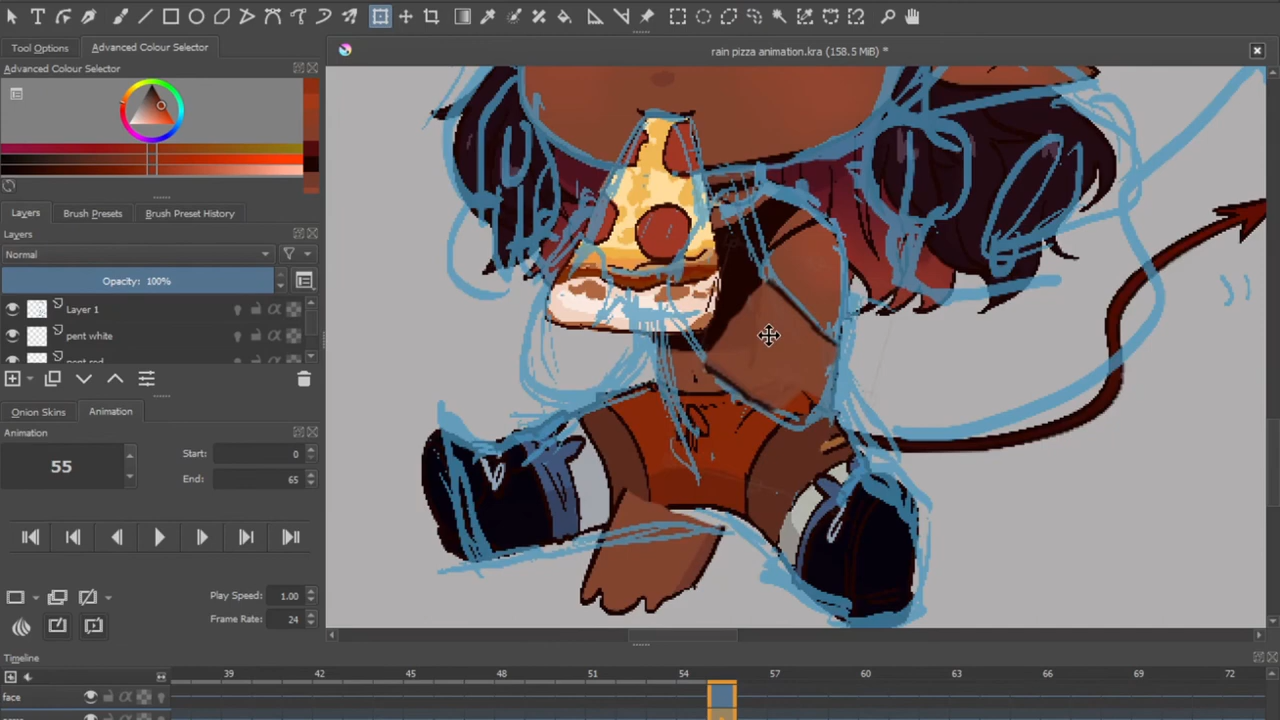 Tool Options
Advanced Colour Selector
rain pizza animation.kra (158.5 MiB) *
Advanced Colour Selector
Layers
Brush Presets
Brush Preset History
Layers
Normal
Opacity: 100%
Layer 1
pent white
pent red
Onion Skins
Animation
Animation
55
Start:
0
End:
65
Play Speed:
1.00
Frame Rate:
24
Timeline
39
42
45
48
51
54
57
60
63
66
69
72
face